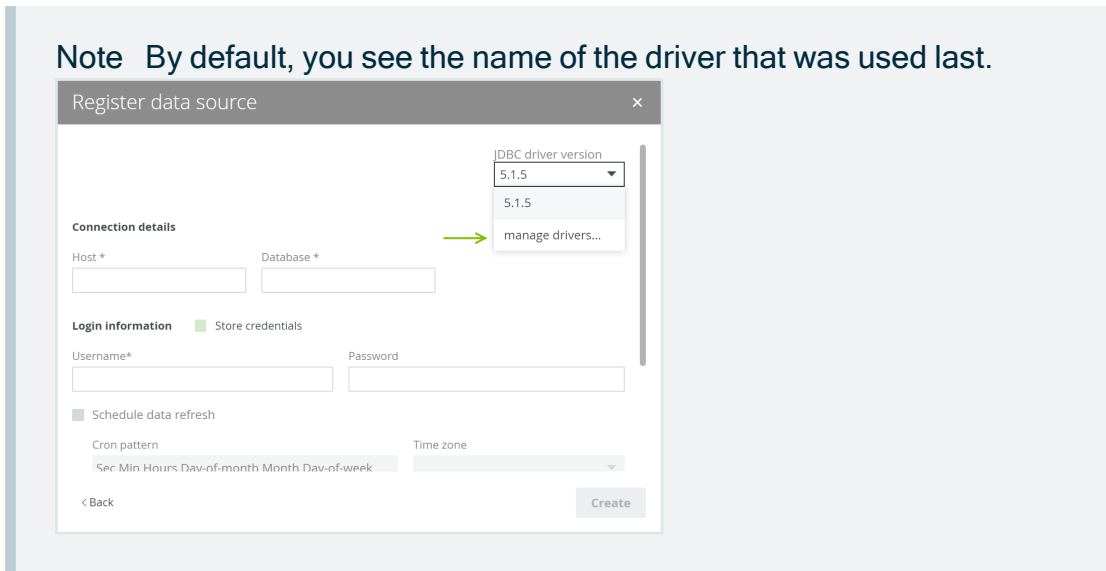 Note By default, you see the name of the driver that was used last.
Register data source ×
JDBC driver version
5.1.5
5.1.5
manage drivers...
Connection details
Host * Database *
Login information Store credentials
Username* Password
Schedule data refresh
Cron pattern Time zone
Sec Min Hours Day-of-month Month Day-of-week
< Back Create